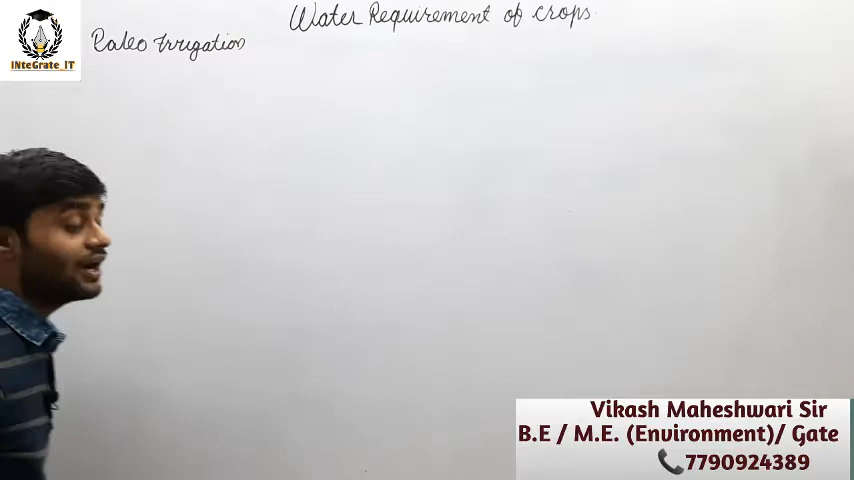 Water Requirement of crops
Paleo Irrigation
INteGrate_IT
Vikash Maheshwari Sir
B.E / M.E. (Environment)/ Gate
7790924389